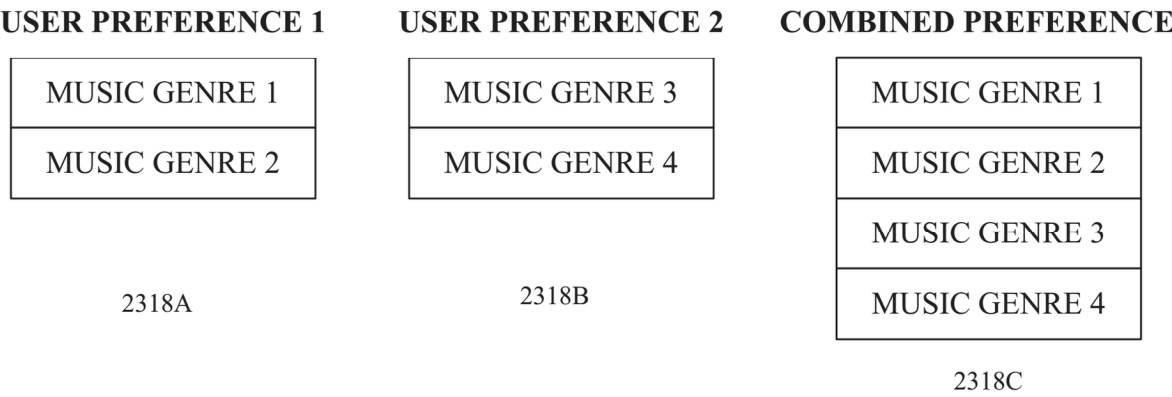 USER PREFERENCE 1
MUSIC GENRE 1
MUSIC GENRE 2
2318A
USER PREFERENCE 2
MUSIC GENRE 3
MUSIC GENRE 4
2318B
COMBINED PREFERENCE
MUSIC GENRE 1
MUSIC GENRE 2
MUSIC GENRE 3
MUSIC GENRE 4
2318C